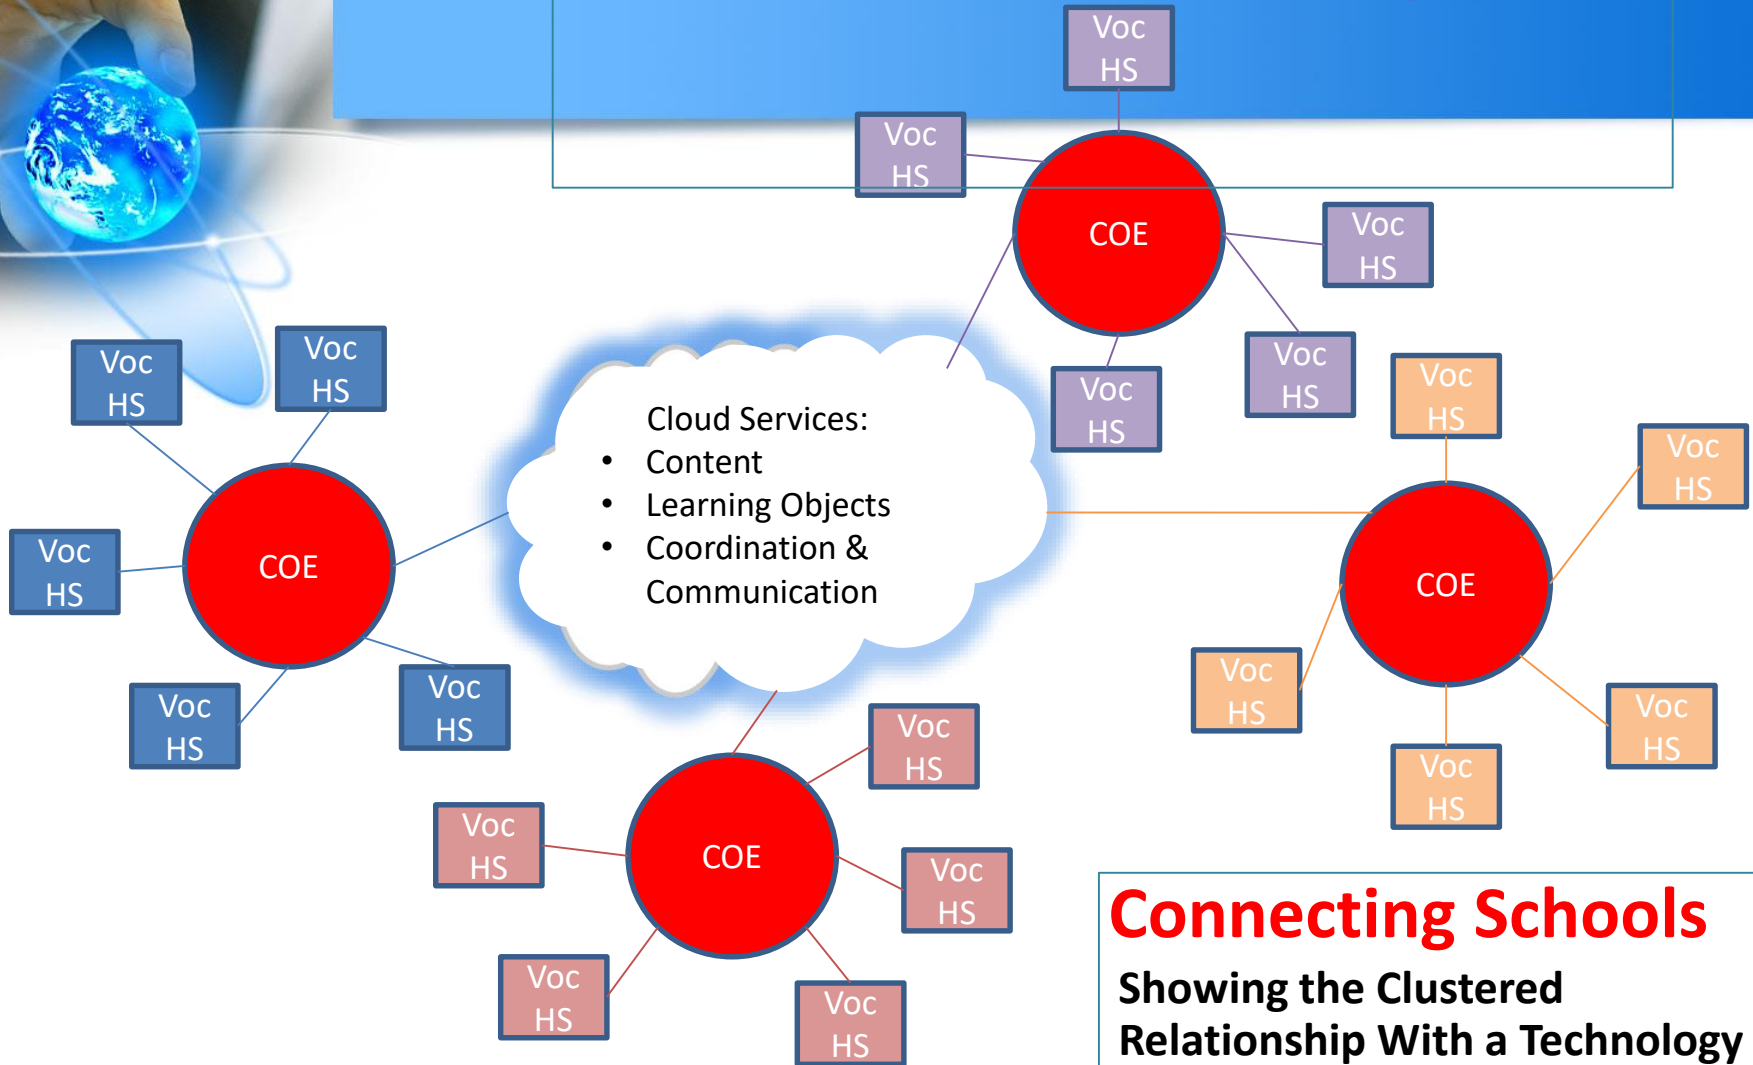 Voc
HS
Voc
HS
COE
Voc
HS
Voc
HS
Voc
HS
Voc
HS
Voc
HS
COE
Voc
HS
Voc
HS
Voc
HS
Cloud Services:
• Content
• Learning Objects
• Coordination &
Communication
Voc
HS
Voc
HS
COE
Voc
HS
Voc
HS
Voc
HS
Voc
HS
Voc
HS
COE
Voc
HS
Voc
HS
Voc
HS
Connecting Schools
Showing the Clustered
Relationship With a Technology